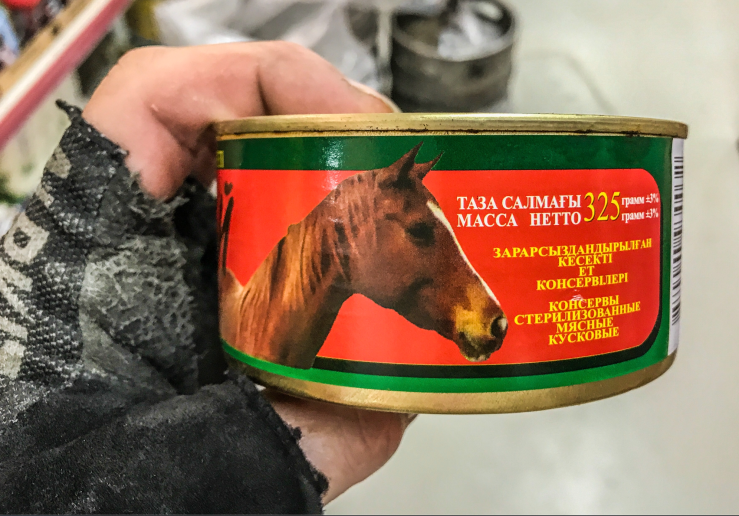 ТАЗА САЛМАҒЫ 325 грамм ±3%
МАССА НЕТТО грамм ±3%
ЗАРАРСЫЗДАНДЫРЫЛҒАН
КЕСЕКТІ
ЕТ
КОНСЕРВІЛЕРІ
КОНСЕРВЫ
СТЕРИЛИЗОВАННЫЕ
МЯСНЫЕ
КУСКОВЫЕ